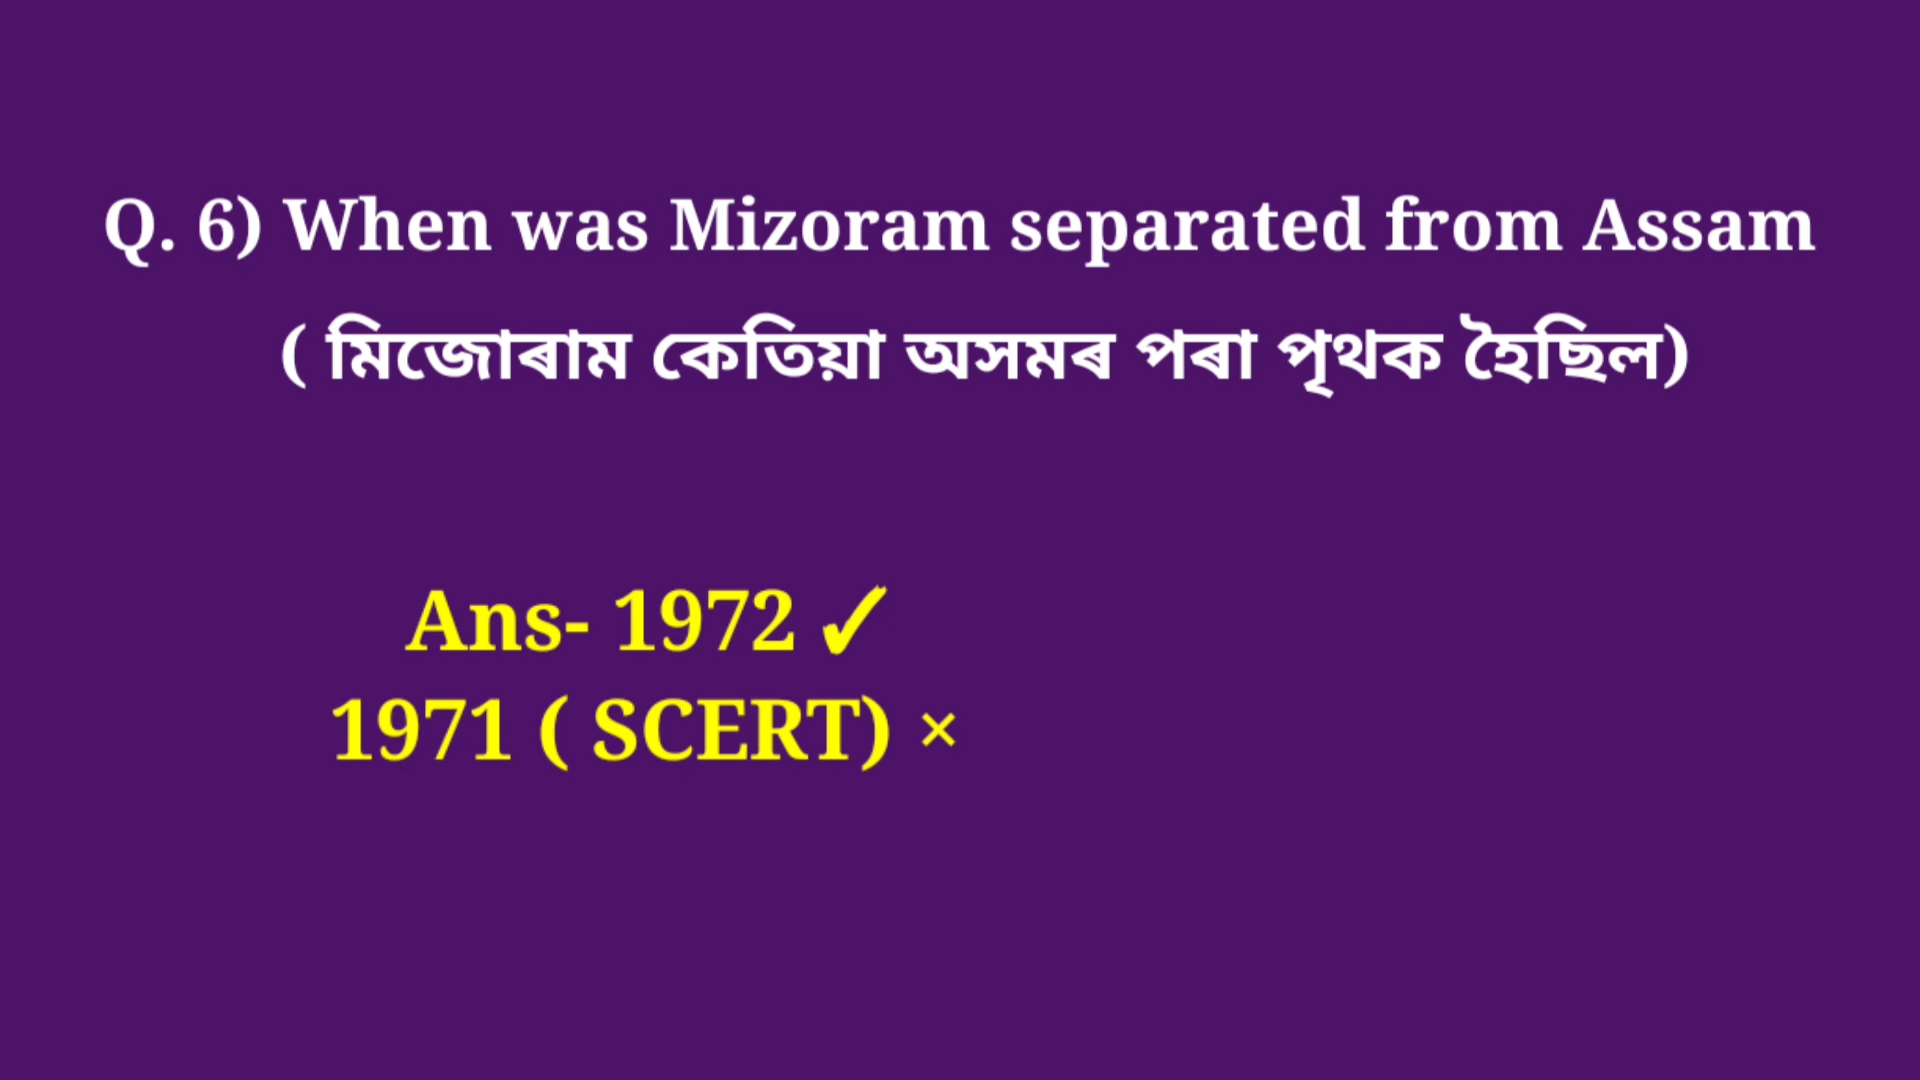 Q. 6) When was Mizoram separated from Assam
( মিজোৰাম কেতিয়া অসমৰ পৰা পৃথক হৈছিল)
Ans- 1972 ✓
1971 ( SCERT) ×